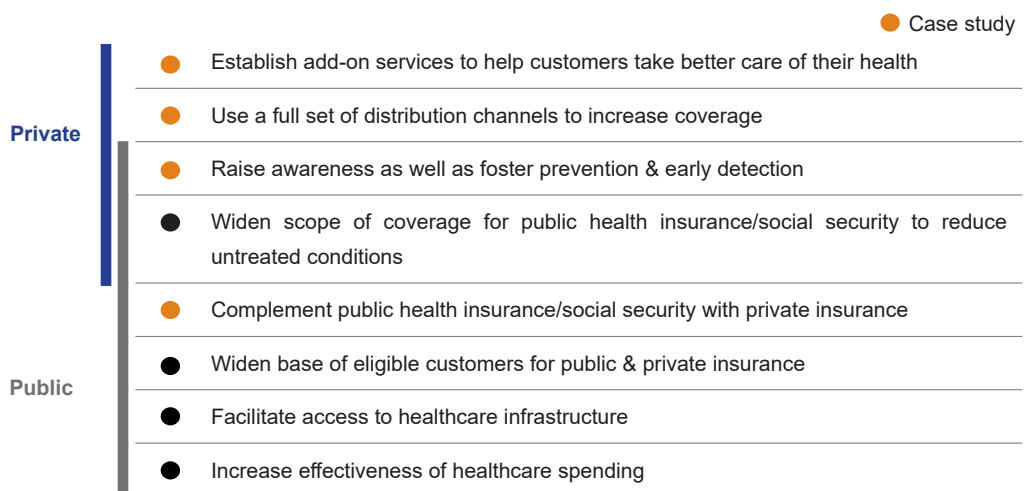 Case study
Establish add-on services to help customers take better care of their health
Use a full set of distribution channels to increase coverage
Private
Raise awareness as well as foster prevention & early detection
Widen scope of coverage for public health insurance/social security to reduce
untreated conditions
Complement public health insurance/social security with private insurance
Widen base of eligible customers for public & private insurance
Public
Facilitate access to healthcare infrastructure
Increase effectiveness of healthcare spending